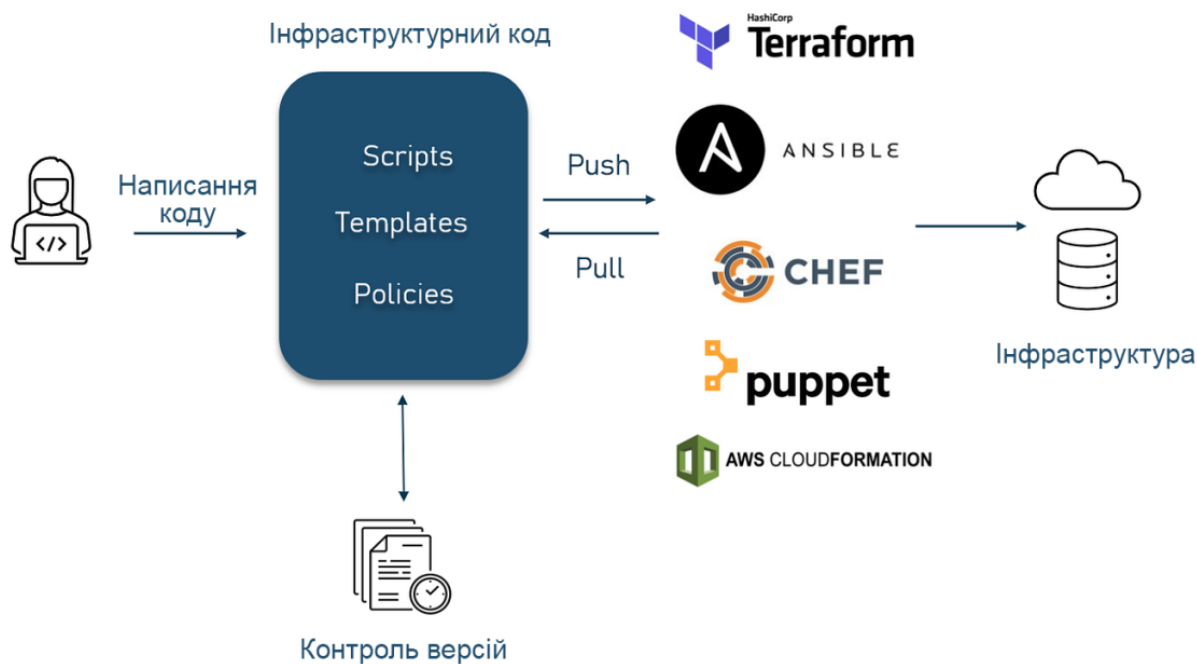 Інфраструктурний код
Scripts
Templates
Policies
Написання
коду
</>
Push
Pull
HashiCorp
Terraform
ANSIBLE
CHEF
puppet
AWS CLOUDFORMATION
Інфраструктура
Контроль версій